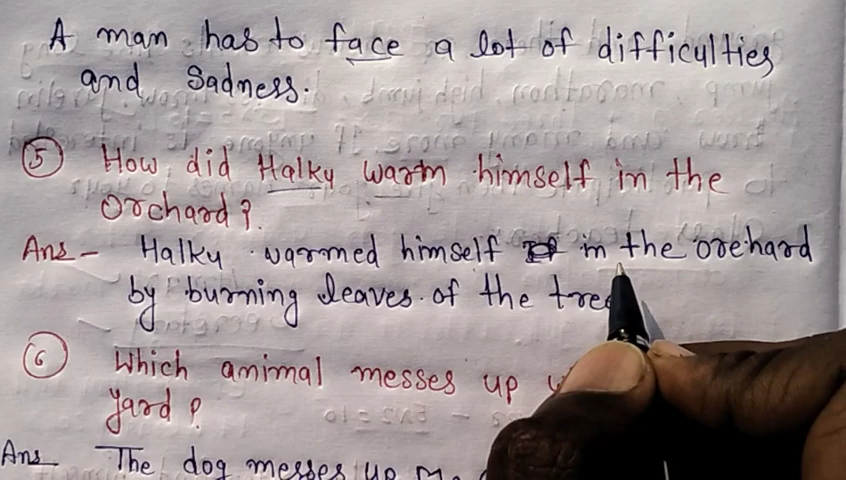 A man has to face a lot of difficulties
and Sadness.
5 How did Halky warm himself in the
Orchard?
Ans - Halky warmed himself in the orchard
by burning leaves of the tree
6 Which animal messes up
yard?
Ans The dog messes up